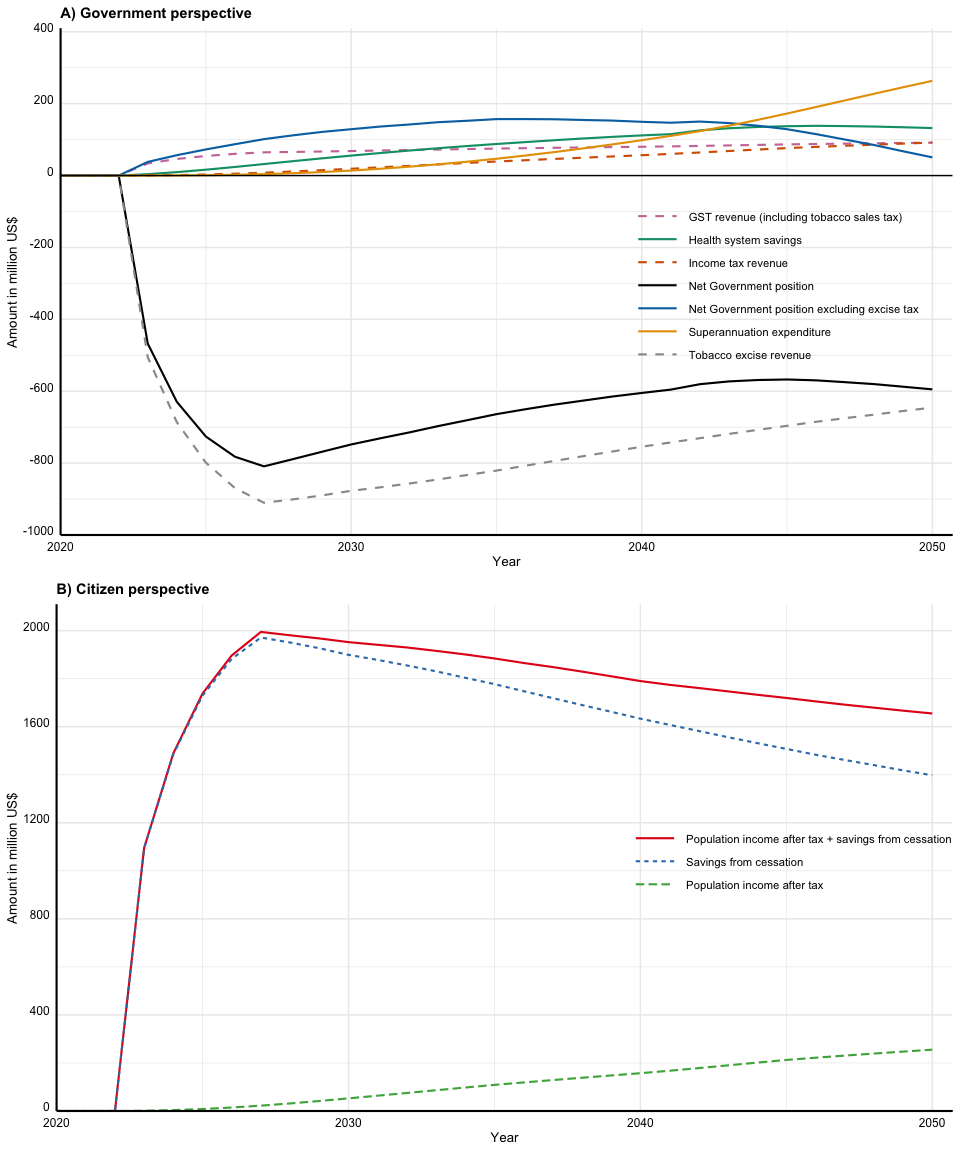 A) Government perspective
400
200
0
-200
-400
-600
-800
-1000
Amount in million US$
GST revenue (including tobacco sales tax)
Health system savings
Income tax revenue
Net Government position
Net Government position excluding excise tax
Superannuation expenditure
Tobacco excise revenue
2020 2030 2040 2050
Year
B) Citizen perspective
2000
1600
1200
800
400
0
Amount in million US$
Population income after tax + savings from cessation
Savings from cessation
Population income after tax
2020 2030 2040 2050
Year